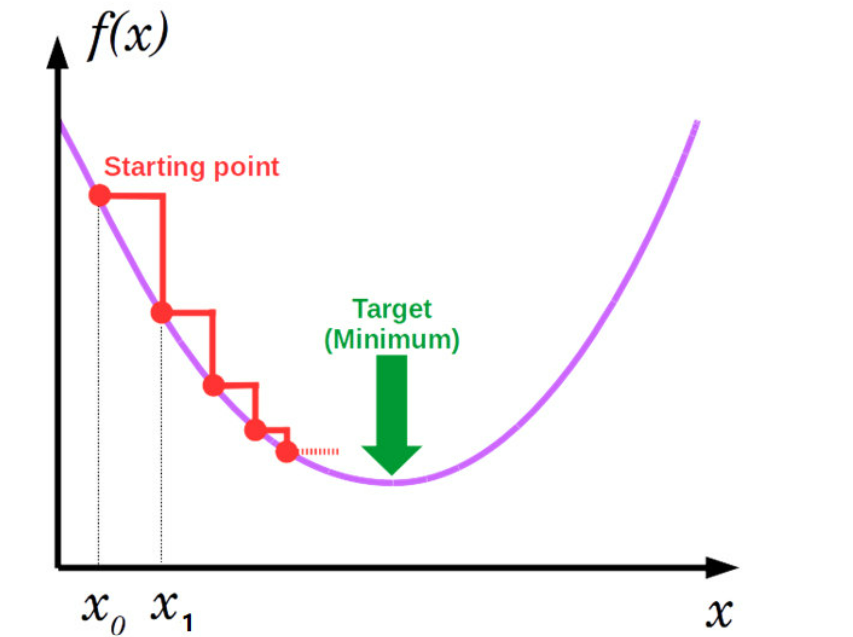 f(x)
Starting point
Target
(Minimum)
x₀ x₁
x